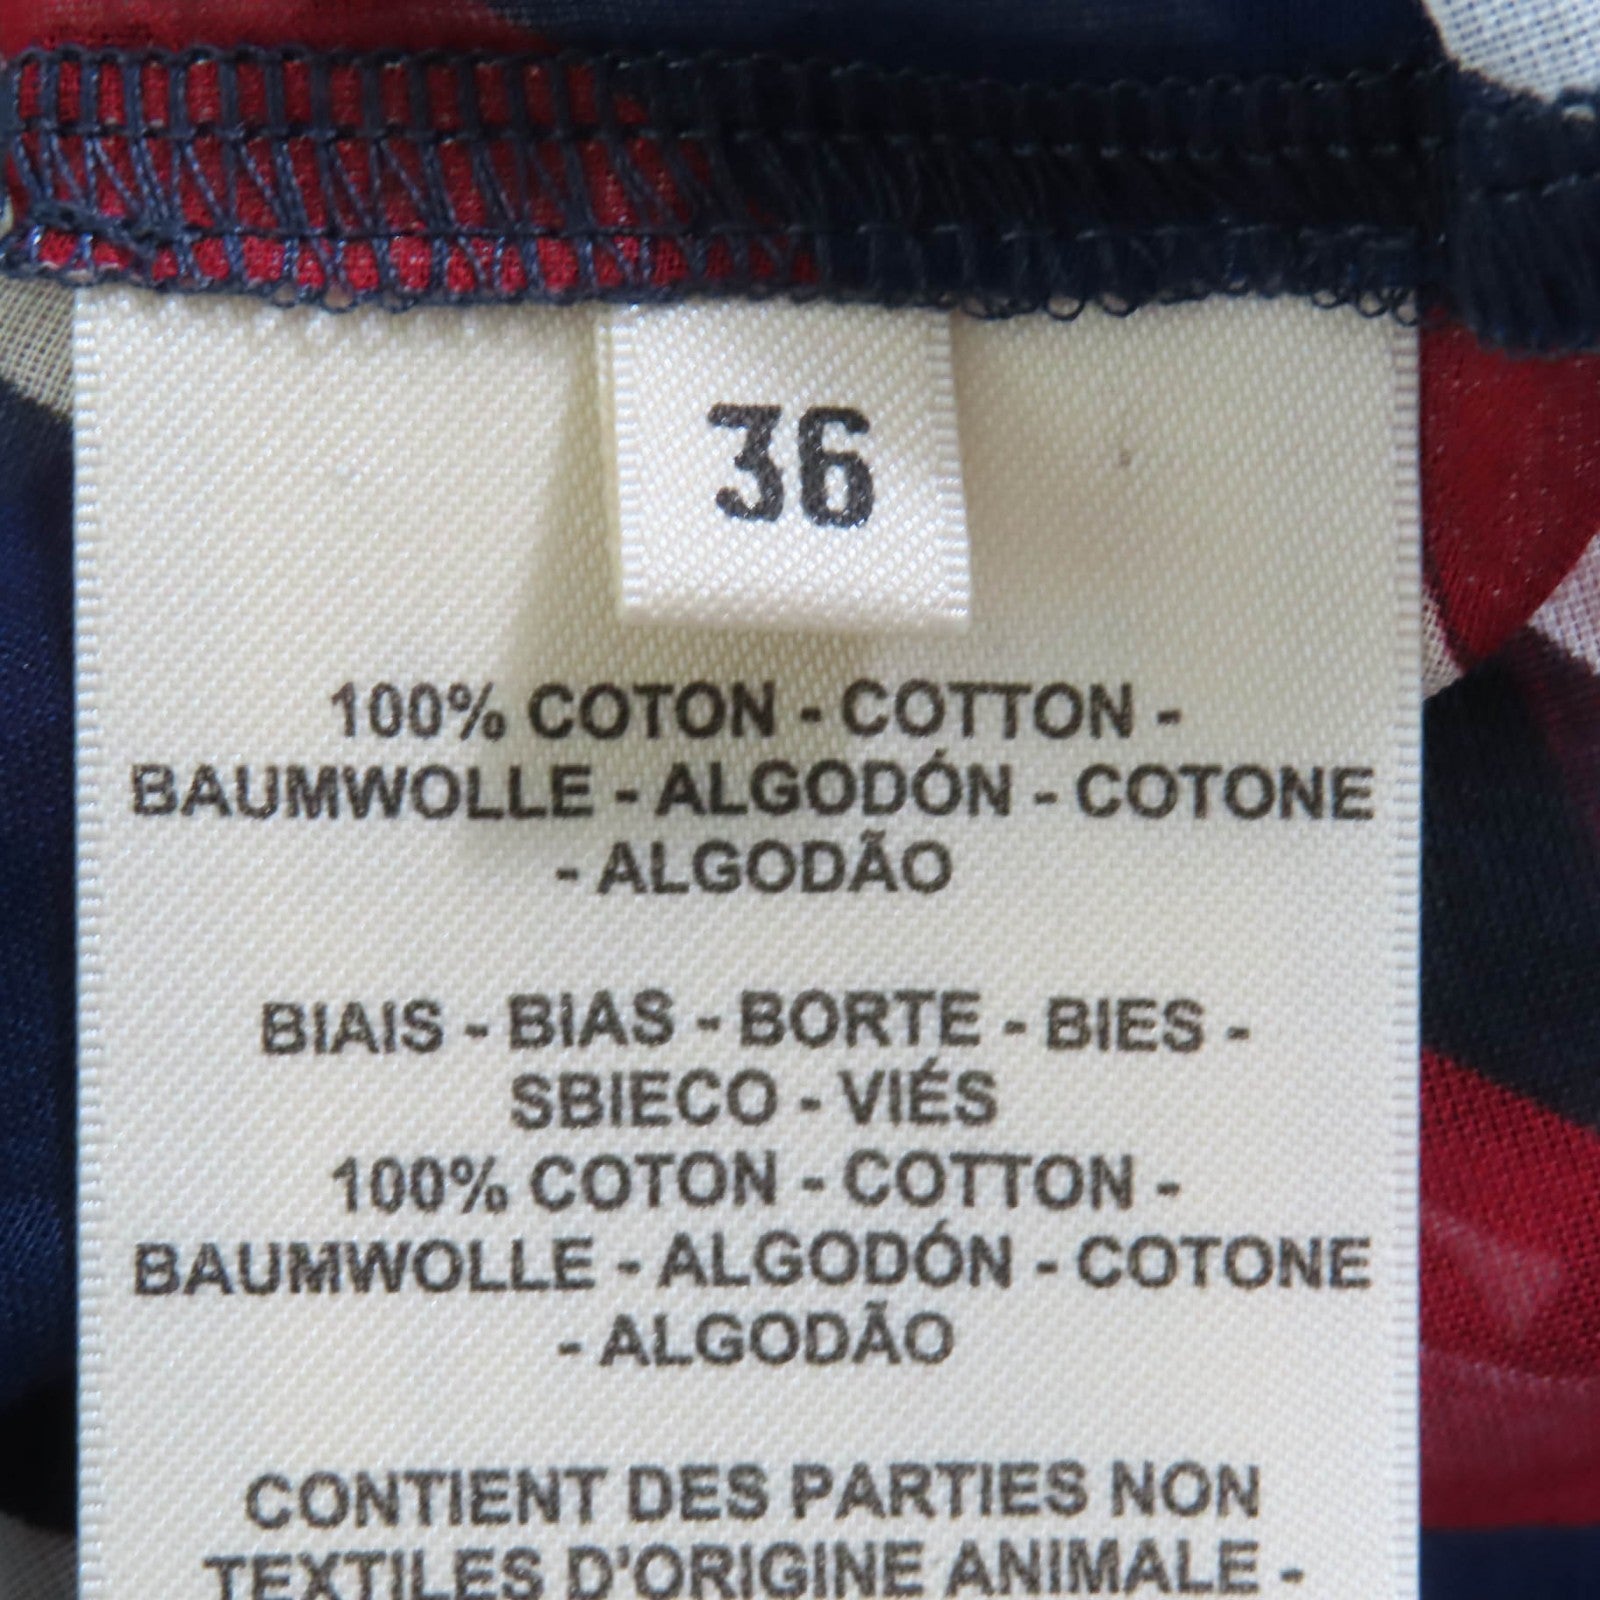 36
100% COTON - COTTON -
BAUMWOLLE - ALGODÓN - COTONE
- ALGODÃO
BIAIS - BIAS - BORTE - BIES -
SBIECO - VIÉS
100% COTON - COTTON -
BAUMWOLLE - ALGODÓN - COTONE
- ALGODÃO
CONTIENT DES PARTIES NON
TEXTILES D'ORIGINE ANIMALE -